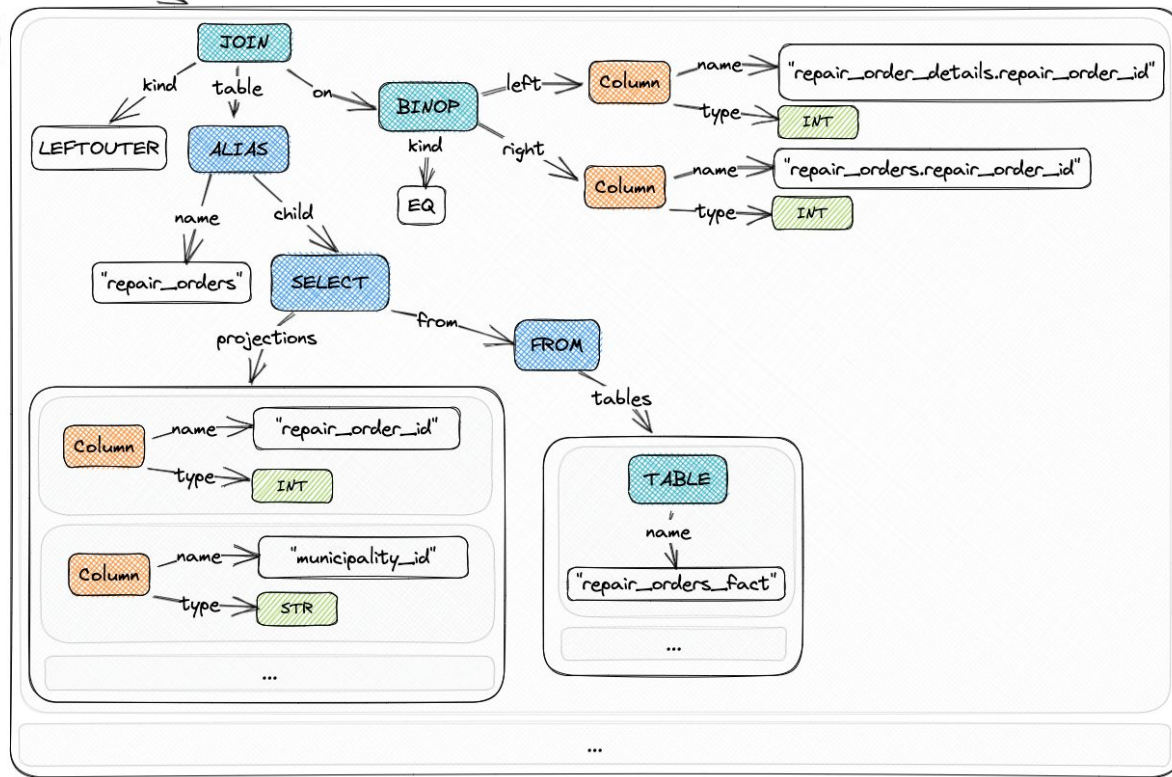 JOIN
kind
table
on
LEFTOUTER
ALIAS
BINOP
left
Column
name
"repair_order_details.repair_order_id"
type
INT
right
Column
name
"repair_orders.repair_order_id"
type
INT
kind
EQ
name
child
"repair_orders"
SELECT
projections
from
FROM
tables
Column
name
"repair_order_id"
type
INT
Column
name
"municipality_id"
type
STR
...
TABLE
name
"repair_orders_fact"
...
...